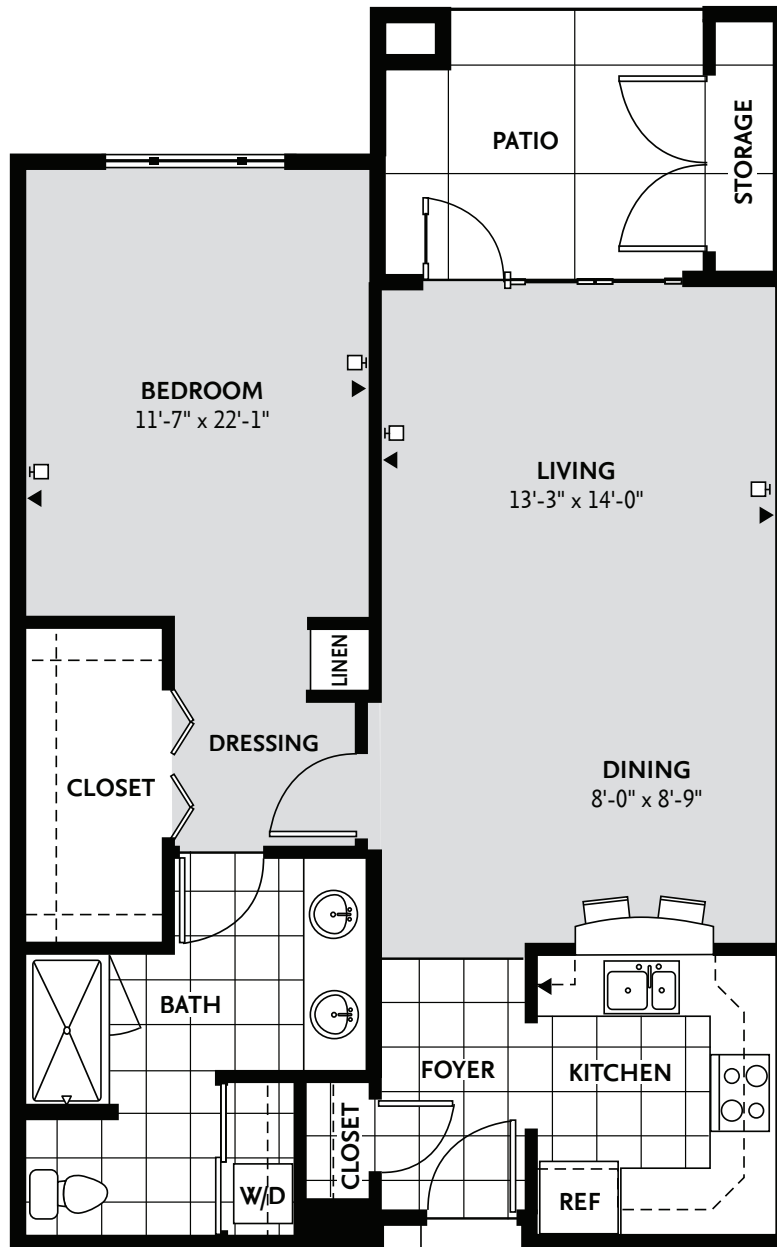 PATIO
STORAGE
BEDROOM
11'-7" x 22'-1"
LIVING
13'-3" x 14'-0"
LINEN
DRESSING
CLOSET
DINING
8'-0" x 8'-9"
BATH
FOYER
KITCHEN
CLOSET
W/D
REF